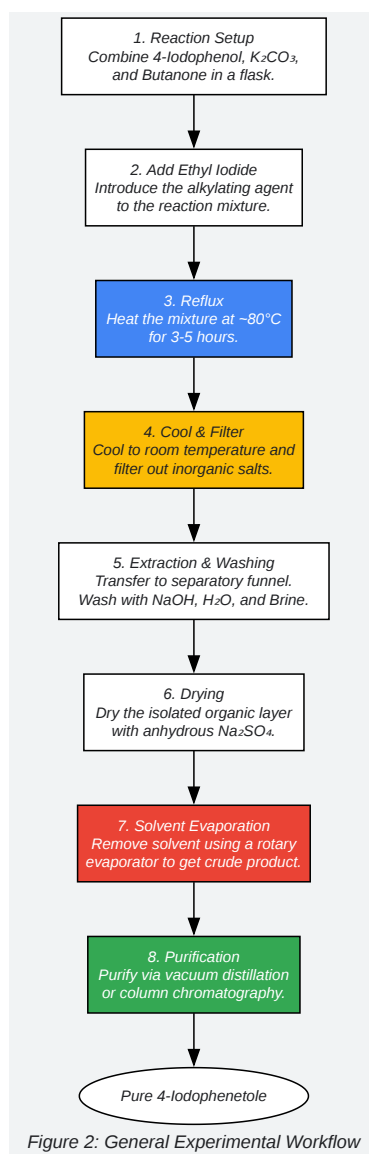 1. Reaction Setup
Combine 4-Iodophenol, K₂CO₃,
and Butanone in a flask.
2. Add Ethyl Iodide
Introduce the alkylating agent
to the reaction mixture.
3. Reflux
Heat the mixture at ~80°C
for 3-5 hours.
4. Cool & Filter
Cool to room temperature and
filter out inorganic salts.
5. Extraction & Washing
Transfer to separatory funnel.
Wash with NaOH, H₂O, and Brine.
6. Drying
Dry the isolated organic layer
with anhydrous Na₂SO₄.
7. Solvent Evaporation
Remove solvent using a rotary
evaporator to get crude product.
8. Purification
Purify via vacuum distillation
or column chromatography.
Pure 4-Iodophenetole
Figure 2: General Experimental Workflow